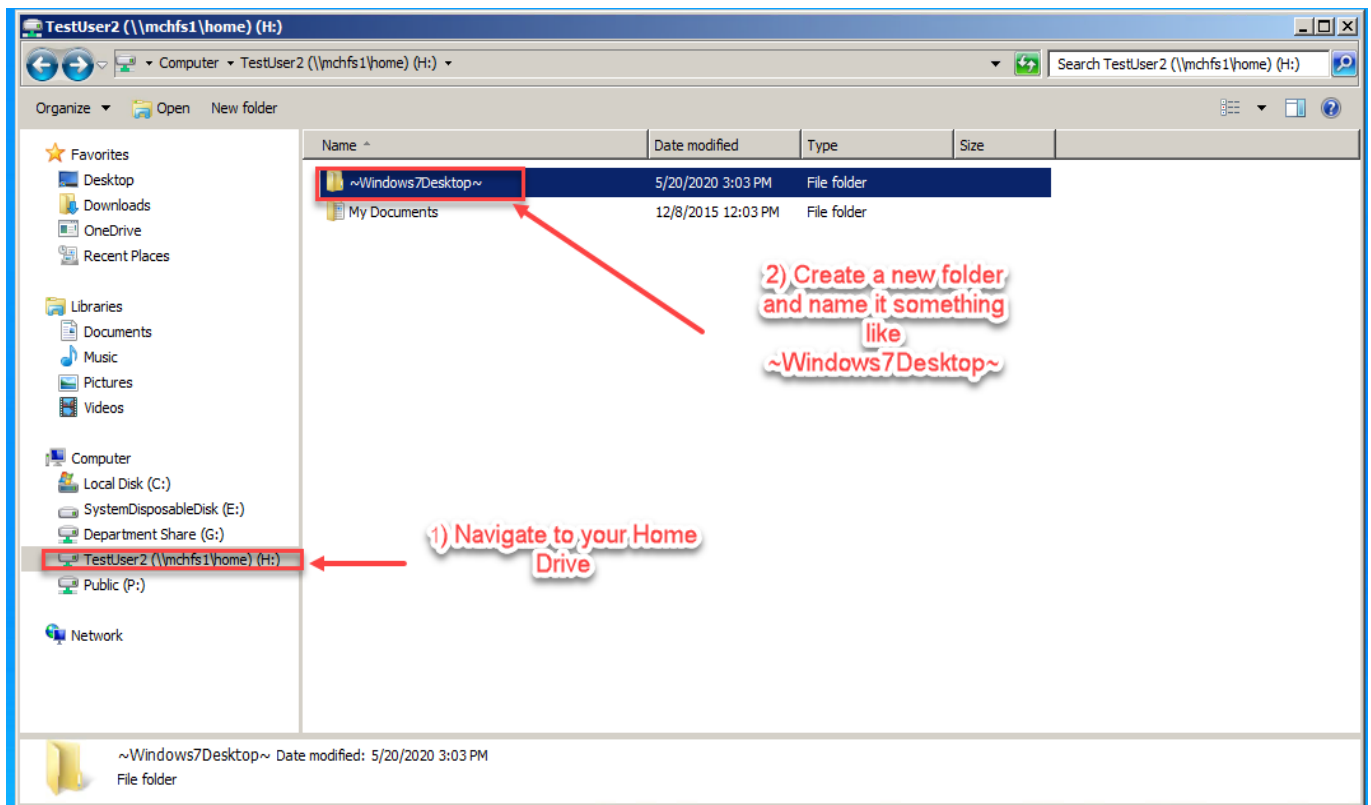 TestUser2 (\\mchfs1\home) (H:)
Computer TestUser2 (\\mchfs1\home) (H:)
Search TestUser2 (\\mchfs1\home) (H:)
Organize Open New folder
Favorites
Desktop
Downloads
OneDrive
Recent Places
Libraries
Documents
Music
Pictures
Videos
Computer
Local Disk (C:)
SystemDisposableDisk (E:)
Department Share (G:)
TestUser2 (\\mchfs1\home) (H:)
Public (P:)
Network
Name Date modified Type Size
~Windows7Desktop~ 5/20/2020 3:03 PM File folder
My Documents 12/8/2015 12:03 PM File folder
2) Create a new folder
and name it something
like
~Windows7Desktop~
1) Navigate to your Home
Drive
~Windows7Desktop~ Date modified: 5/20/2020 3:03 PM
File folder